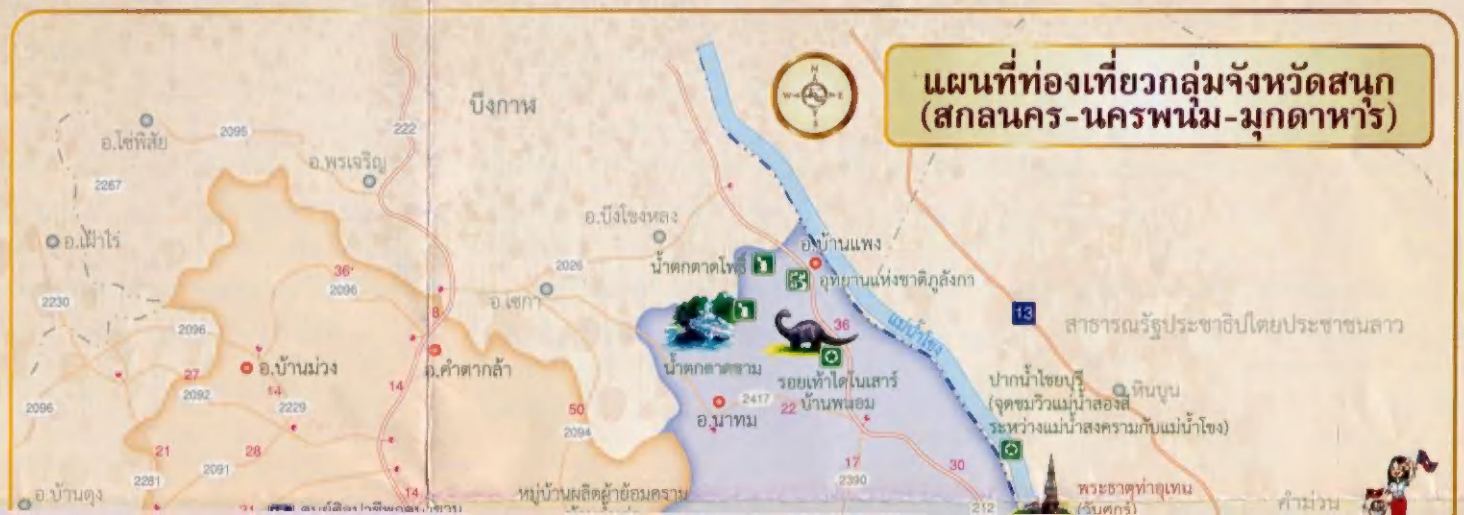 แผนที่ท่องเที่ยวกลุ่มจังหวัดสนุก
(สกลนคร-นครพนม-มุกดาหาร)
N
W
E
S
บึงกาฬ
อ.โซ่พิสัย
2095
222
อ.พรเจริญ
2267
อ.บึงโขงหลง
อ.เฝ้าไร่
อ.บ้านแพง
น้ำตกตาดโพธิ์
2026
36
2096
อุทยานแห่งชาติภูลังกา
อ.เซกา
2230
8
13
สาธารณรัฐประชาธิปไตยประชาชนลาว
แม่น้ำโขง
2096
36
อ.บ้านม่วง
อ.คำตากล้า
น้ำตกตาดขาม
รอยเท้าไดโนเสาร์
บ้านพนอม
27
14
14
2092
2229
2096
50
อ.นาทม
2417
22
ปากน้ำไชยบุรี
(จุดชมวิวแม่น้ำสองสี
ระหว่างแม่น้ำสงครามกับแม่น้ำโขง)
หินบูน
2094
21
28
2091
17
30
2281
14
2390
อ.บ้านดุง
หมู่บ้านผลิตผ้าย้อมคราม
พระธาตุท่าอุเทน
(วันศุกร์)
212
คำม่วน
31